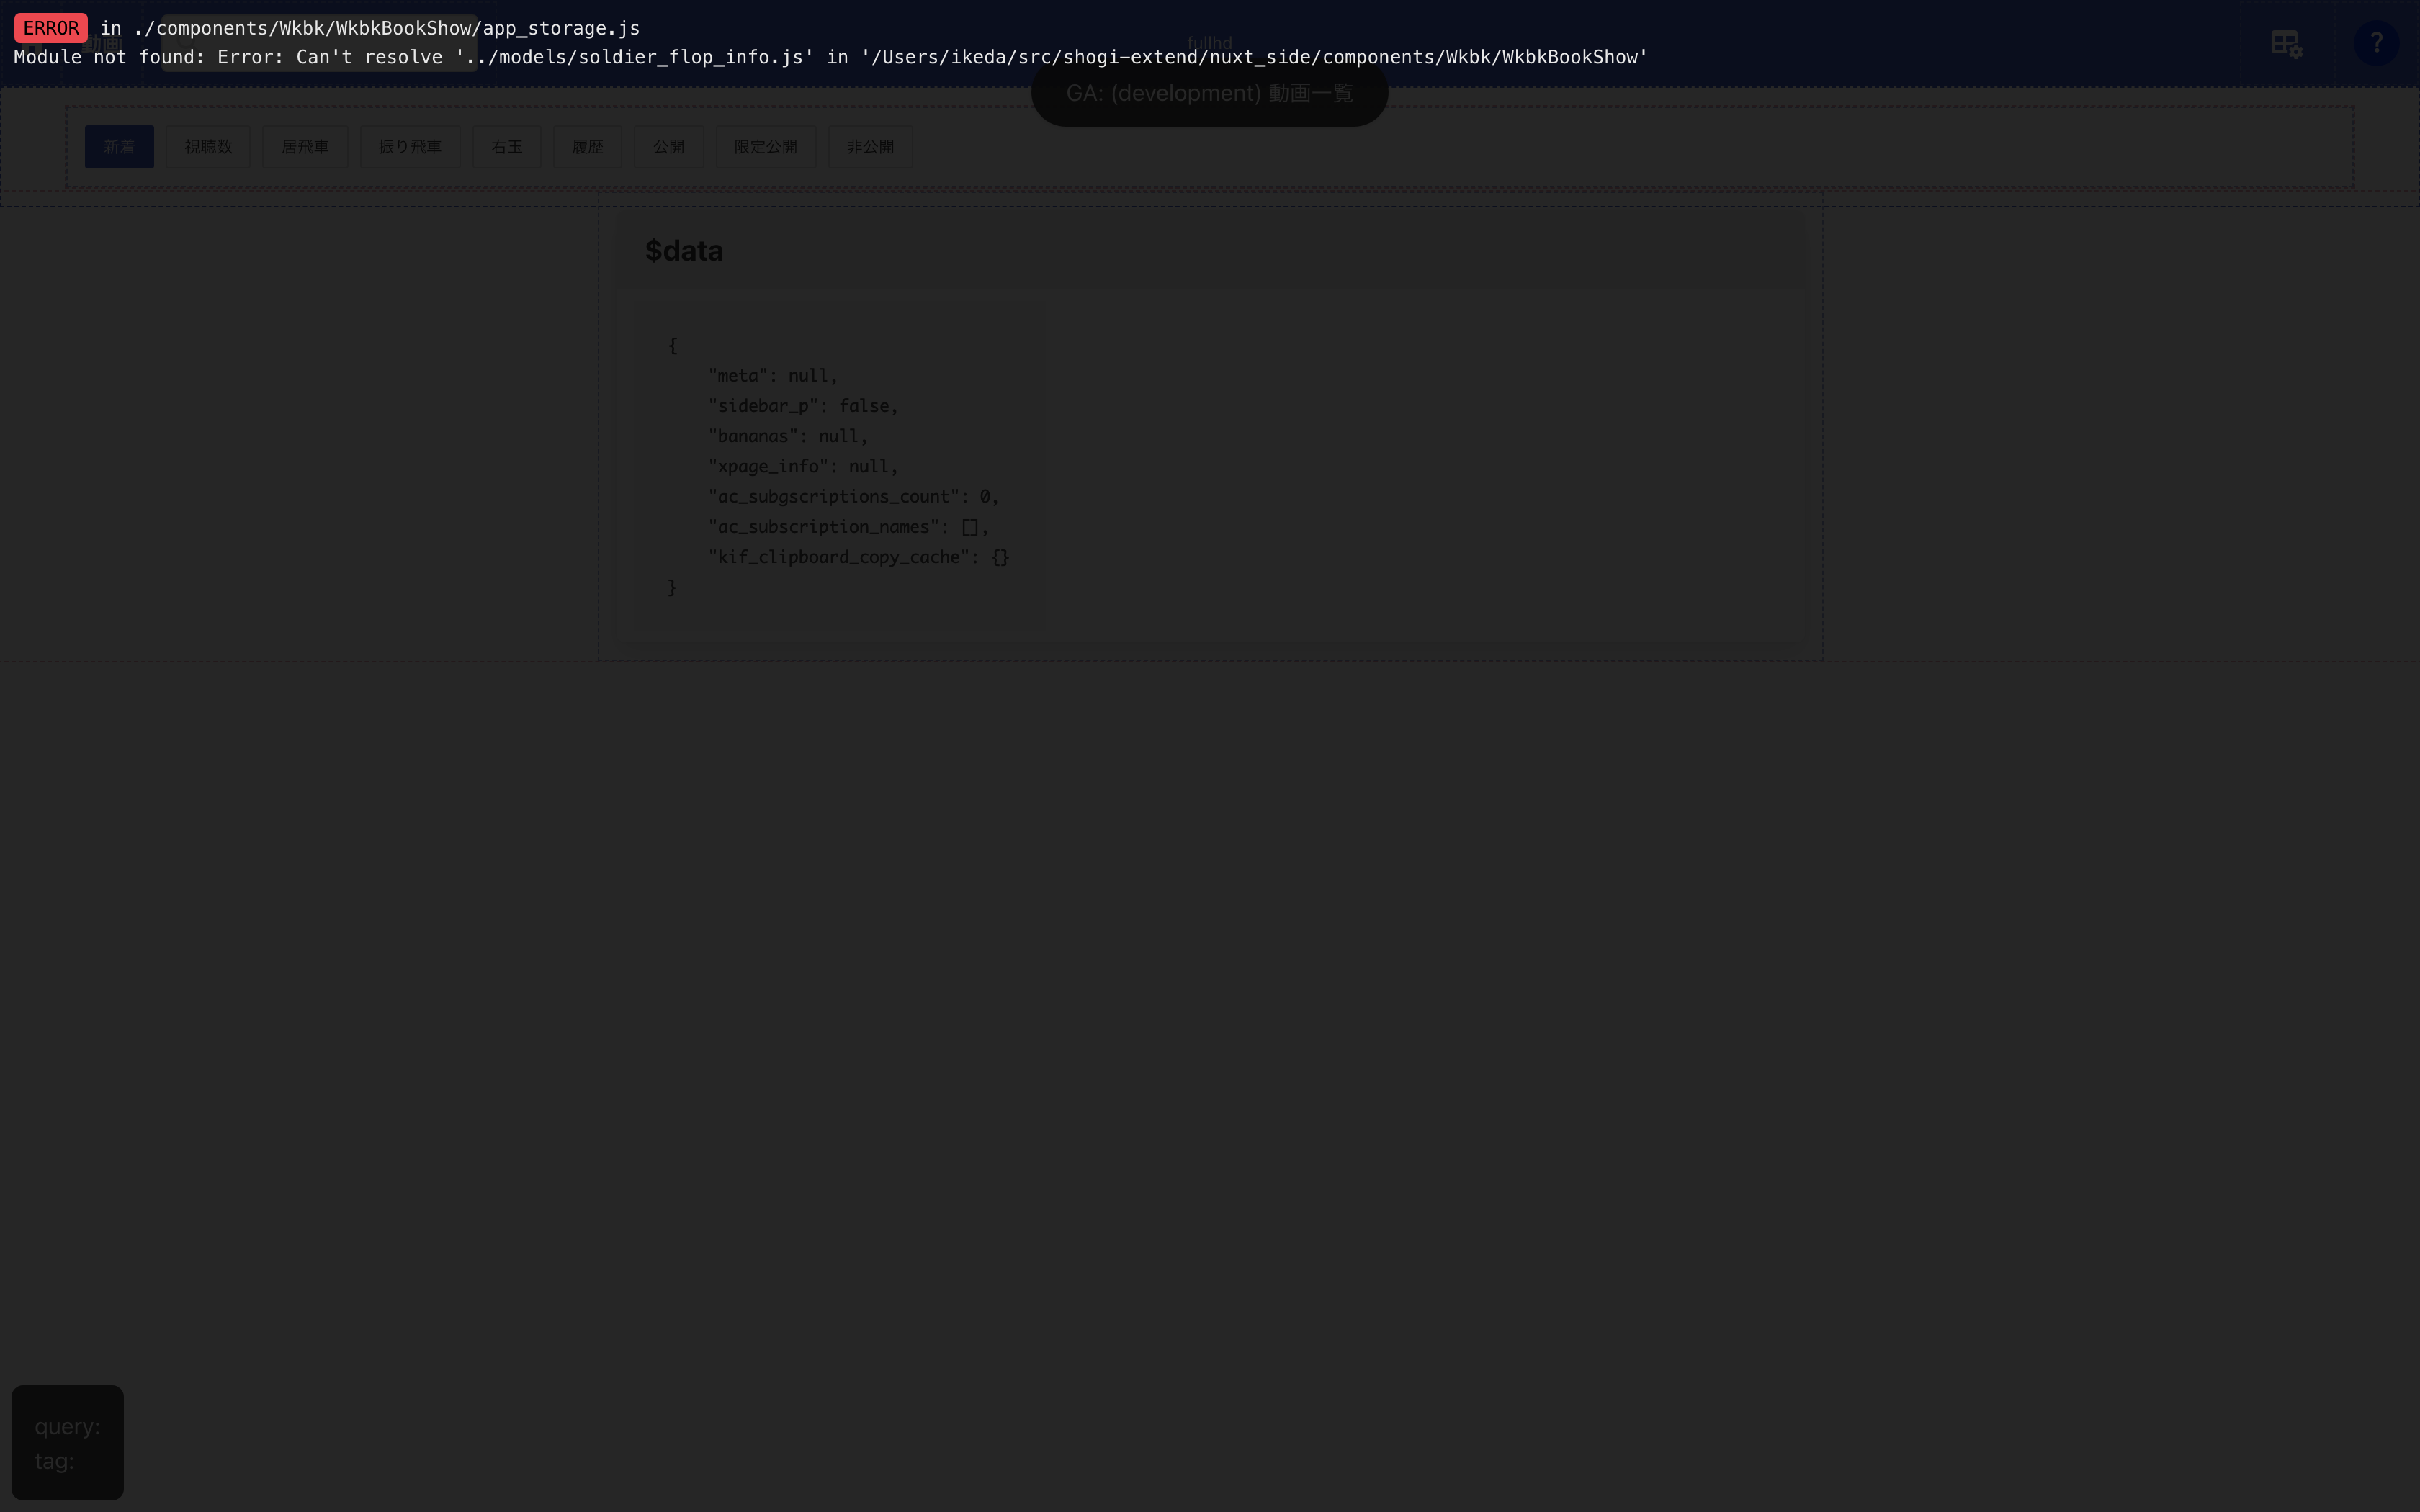 ERROR in ./components/Wkbk/WkbkBookShow/app_storage.js
Module not found: Error: Can't resolve '../models/soldier_flop_info.js' in '/Users/ikeda/src/shogi-extend/nuxt_side/components/Wkbk/WkbkBookShow'
動画
fullhd
?
GA: (development) 動画一覧
新着 視聴数 居飛車 振り飛車 右玉 履歴 公開 限定公開 非公開
$data
{
"meta": null,
"sidebar_p": false,
"bananas": null,
"xpage_info": null,
"ac_subgscriptions_count": 0,
"ac_subscription_names": [],
"kif_clipboard_copy_cache": {}
}
query:
tag: